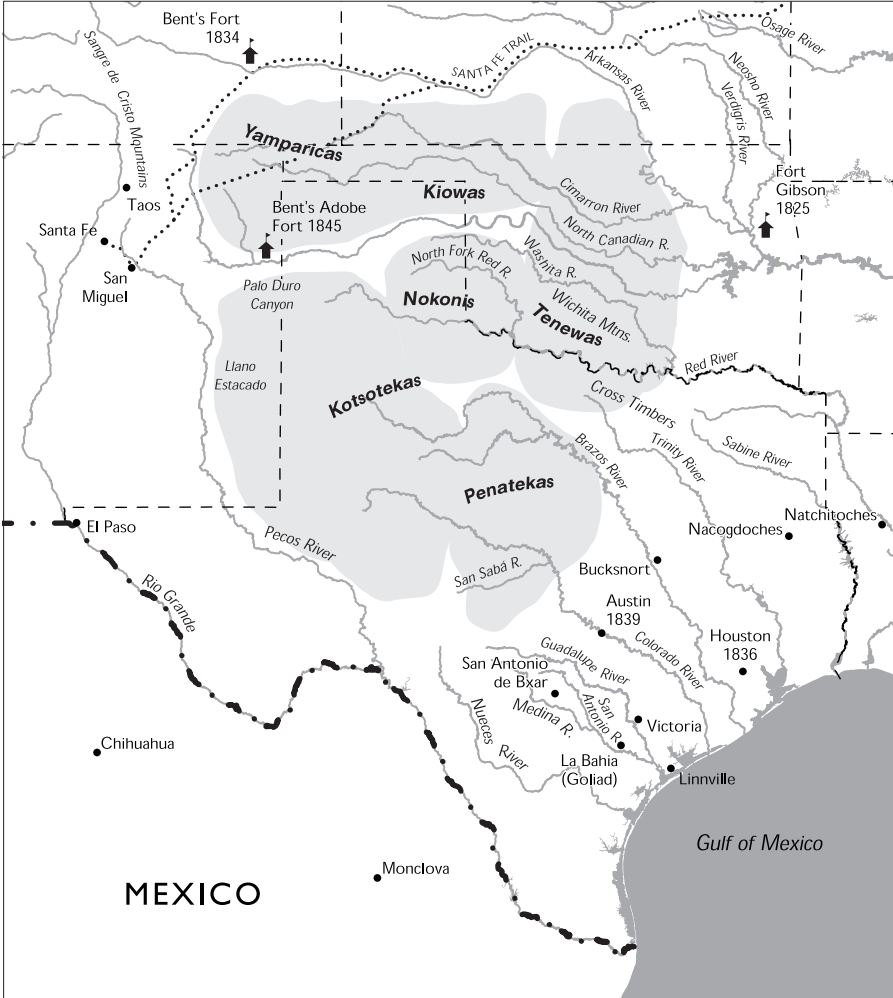 Bent's Fort
1834
SANTA FE TRAIL
Osage River
Sangre de
Cristo Mountains
Arkansas River
Neosho River
Verdigris River
Yamparicas
Kiowas
Cimarron River
Fort
Gibson
1825
Taos
Santa Fe
San
Miguel
Bent's Adobe
Fort 1845
North Canadian R.
Washita R.
North Fork Red R.
Palo Duro
Canyon
Nokonis
Wichita Mtns.
Tenewas
Red River
Llano
Estacado
Kotsotekas
Cross Timbers
Brazos River
Trinity River
Sabine River
Penatekas
El Paso
Pecos River
Nacogdoches
Natchitoches
San Sabá R.
Bucksnort
Rio Grande
Austin
1839
Houston
1836
Colorado River
Guadalupe River
San Antonio
de Bxar
San
Antonio R.
Medina R.
Nueces
River
Victoria
La Bahia
(Goliad)
Linnville
Chihuahua
Monclova
Gulf of Mexico
MEXICO